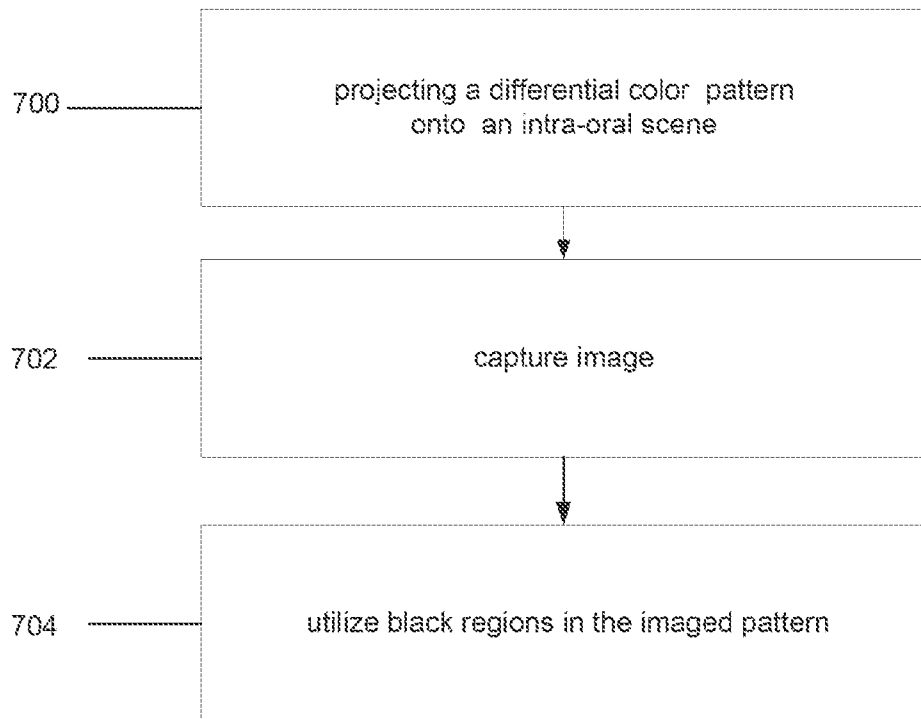 700
projecting a differential color pattern
onto an intra-oral scene
702
capture image
704
utilize black regions in the imaged pattern